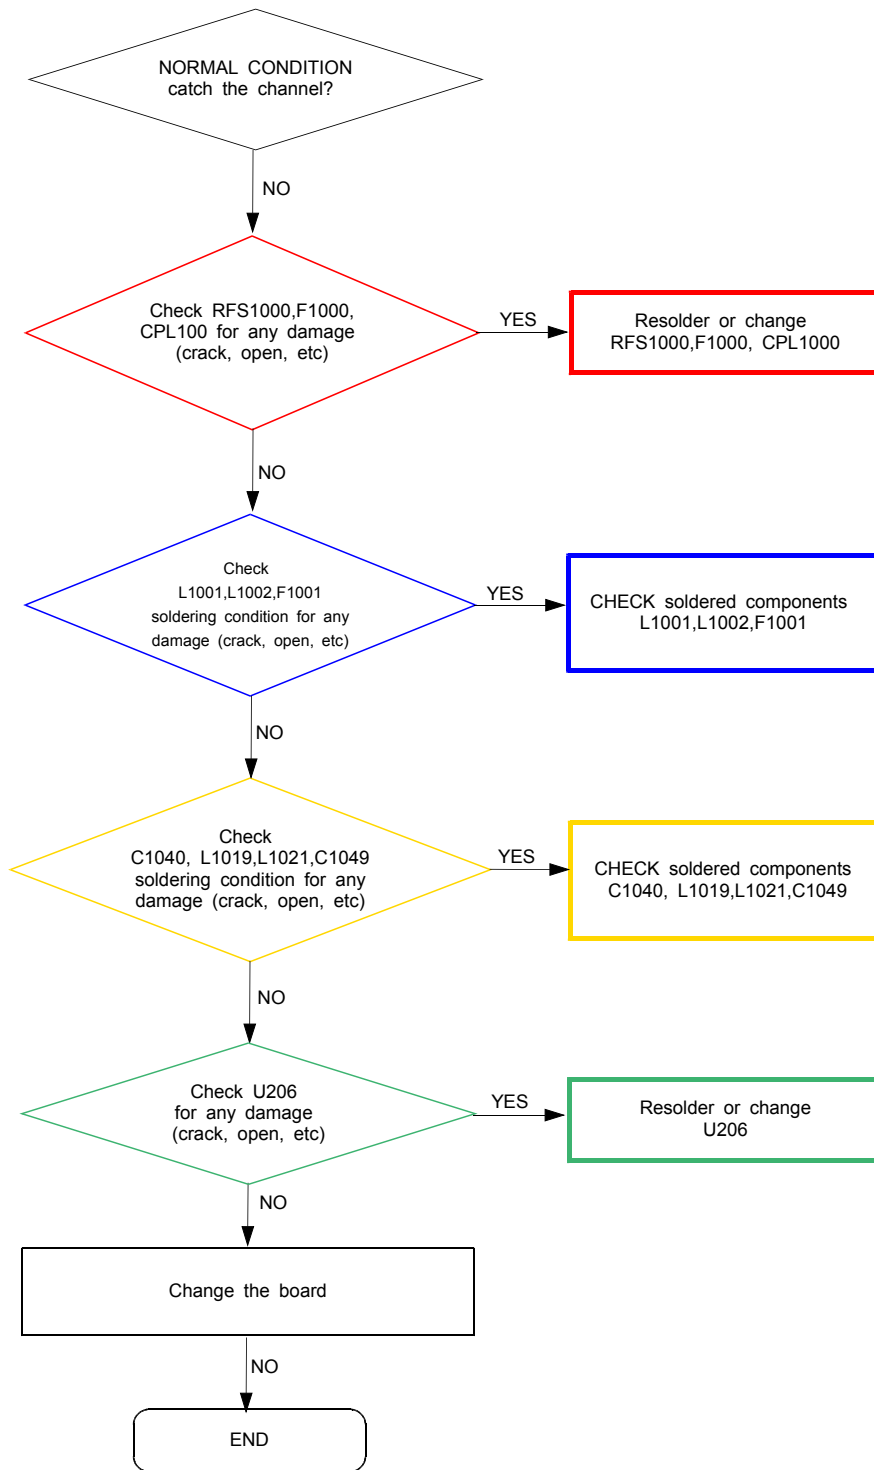 NORMAL CONDITION
catch the channel?
NO
Check RFS1000,F1000,
CPL100 for any damage
(crack, open, etc)
YES
Resolder or change
RFS1000,F1000, CPL1000
NO
Check
L1001,L1002,F1001
soldering condition for any
damage (crack, open, etc)
YES
CHECK soldered components
L1001,L1002,F1001
NO
Check
C1040, L1019,L1021,C1049
soldering condition for any
damage (crack, open, etc)
YES
CHECK soldered components
C1040, L1019,L1021,C1049
NO
Check U206
for any damage
(crack, open, etc)
YES
Resolder or change
U206
NO
Change the board
NO
END